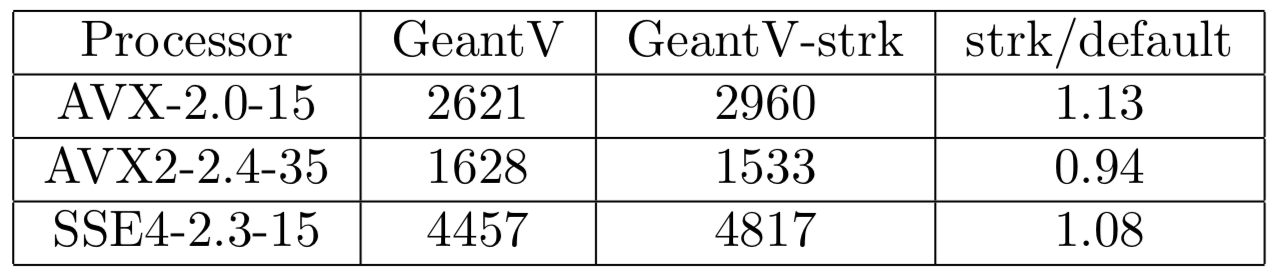 Processor GeantV GeantV-strk strk/default
AVX-2.0-15 2621 2960 1.13
AVX2-2.4-35 1628 1533 0.94
SSE4-2.3-15 4457 4817 1.08